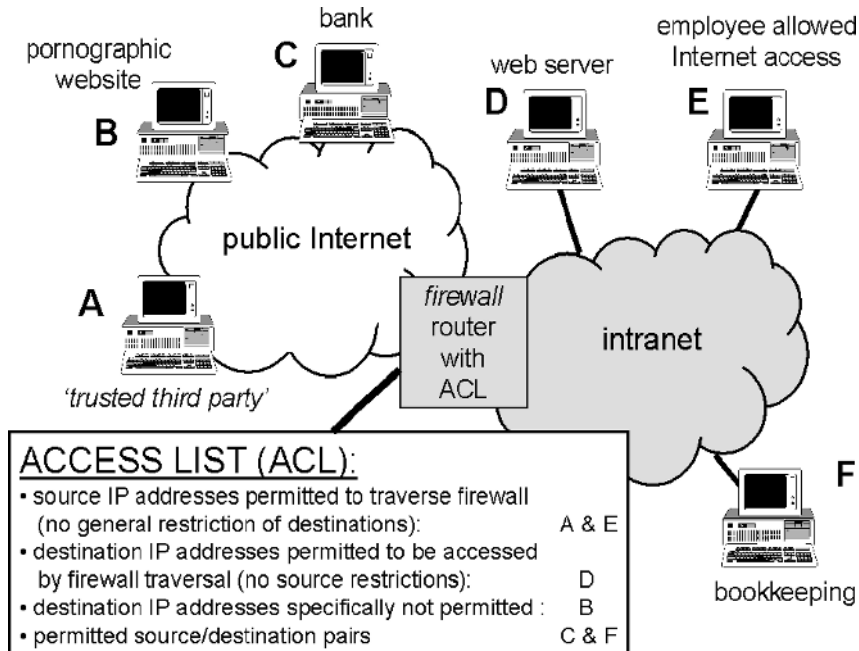 bank
C
pornographic
website
B
web server
D
employee allowed
Internet access
E
public Internet
A
'trusted third party'
firewall
router
with
ACL
intranet
F
bookkeeping
ACCESS LIST (ACL):
• source IP addresses permitted to traverse firewall
(no general restriction of destinations): A & E
• destination IP addresses permitted to be accessed
by firewall traversal (no source restrictions): D
• destination IP addresses specifically not permitted : B
• permitted source/destination pairs C & F